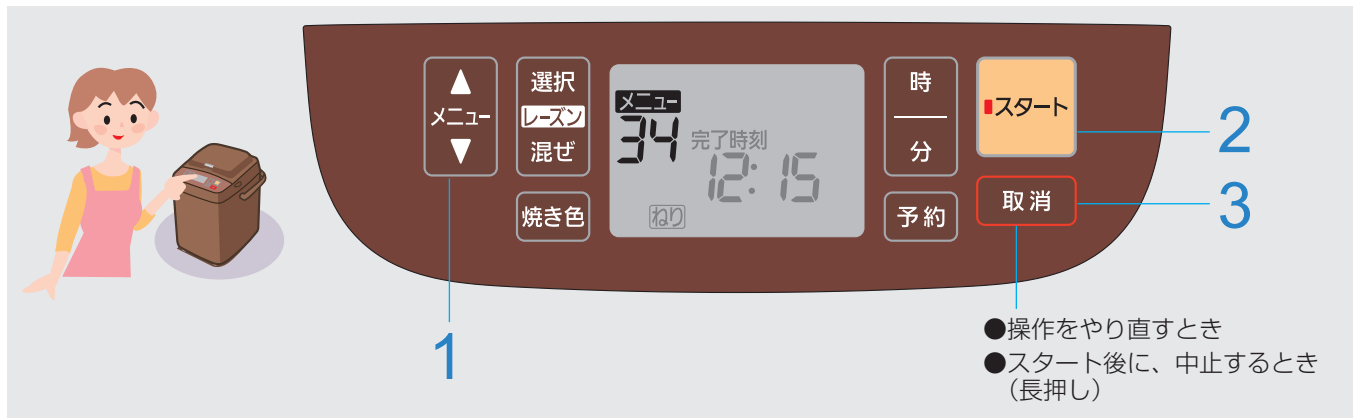 ▲
メニュー
▼
選択
レーズン
混ぜ
焼き色
メニュー
34
完了時刻
12:15
ねり
時
分
予約
スタート
取消
1
2
3
●操作をやり直すとき
●スタート後に、中止するとき
（長押し）